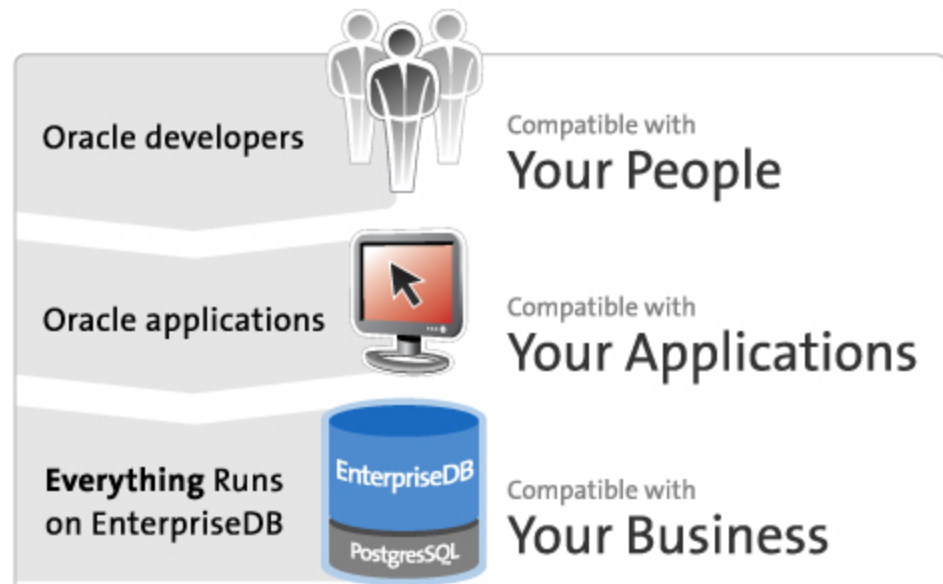 Oracle developers
Compatible with
Your People
Oracle applications
Compatible with
Your Applications
Everything Runs
on EnterpriseDB
EnterpriseDB
PostgresSQL
Compatible with
Your Business